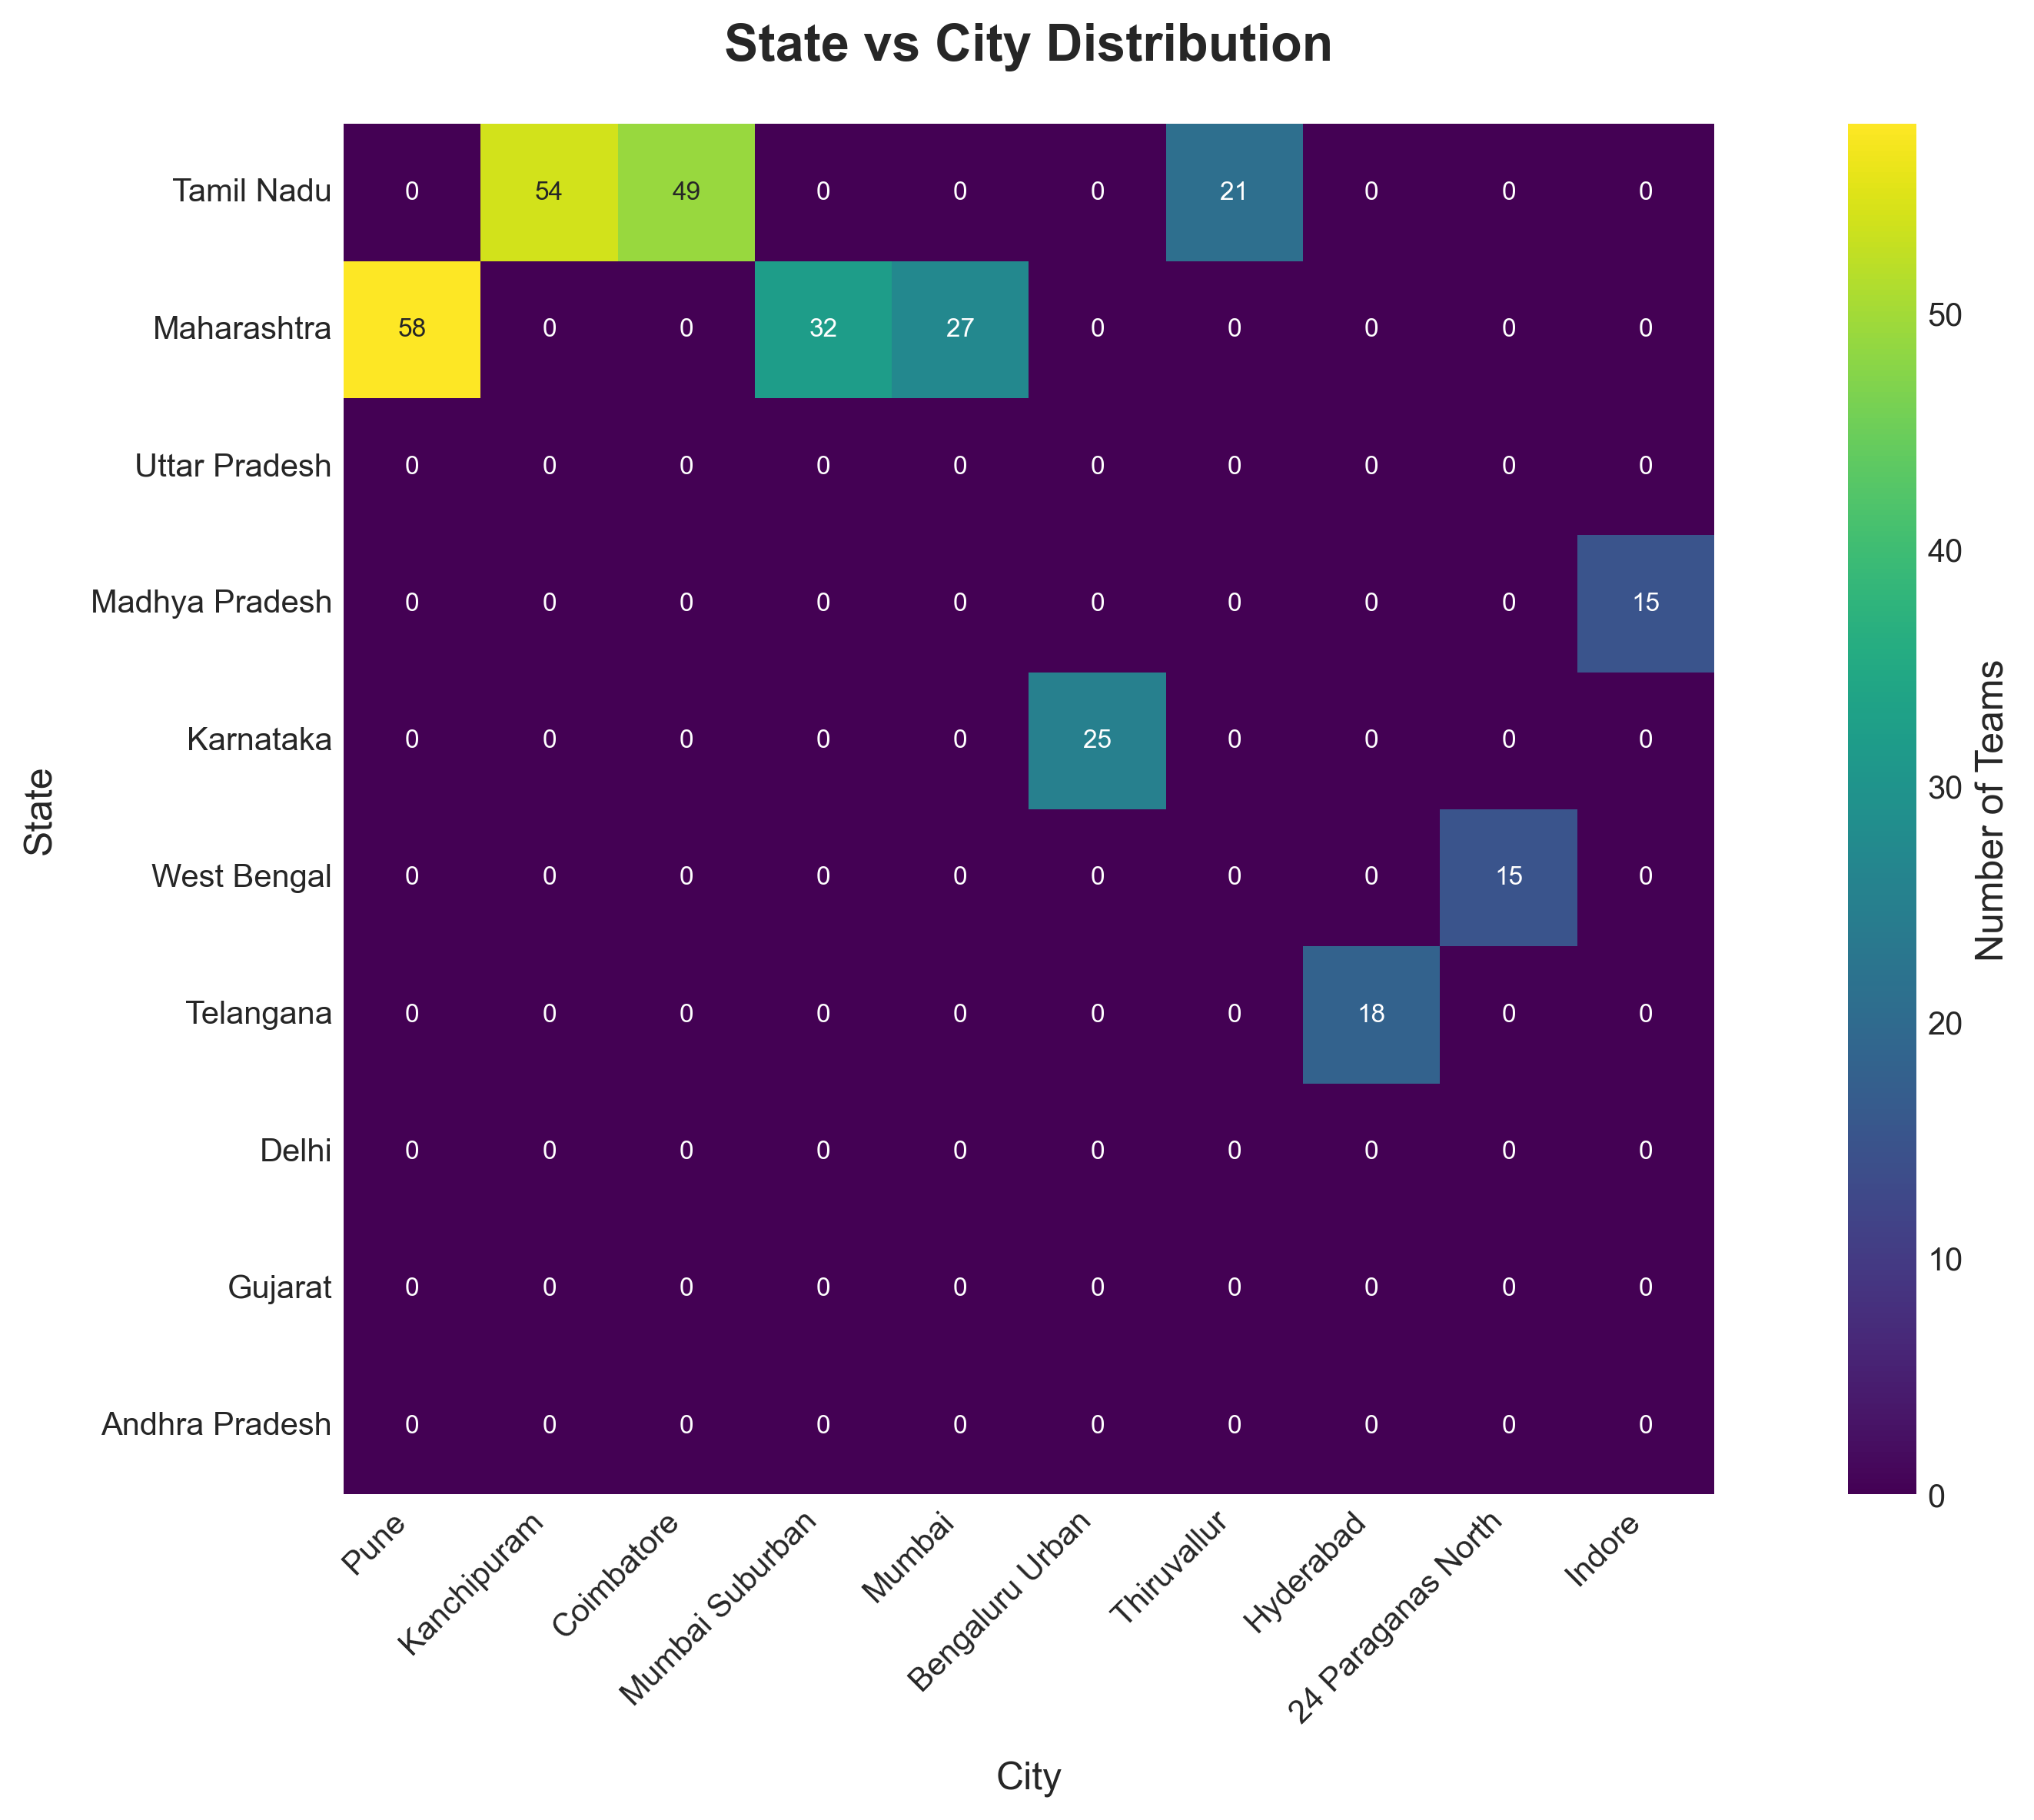 State vs City Distribution
Tamil Nadu 0 54 49 0 0 0 21 0 0 0
Maharashtra 58 0 0 32 27 0 0 0 0 0
Uttar Pradesh 0 0 0 0 0 0 0 0 0 0
Madhya Pradesh 0 0 0 0 0 0 0 0 0 15
Karnataka 0 0 0 0 0 25 0 0 0 0
West Bengal 0 0 0 0 0 0 0 0 15 0
Telangana 0 0 0 0 0 0 0 18 0 0
Delhi 0 0 0 0 0 0 0 0 0 0
Gujarat 0 0 0 0 0 0 0 0 0 0
Andhra Pradesh 0 0 0 0 0 0 0 0 0 0
State
Pune
Kanchipuram
Coimbatore
Mumbai Suburban
Mumbai
Bengaluru Urban
Thiruvallur
Hyderabad
24 Paraganas North
Indore
City
50
40
30
20
10
0
Number of Teams